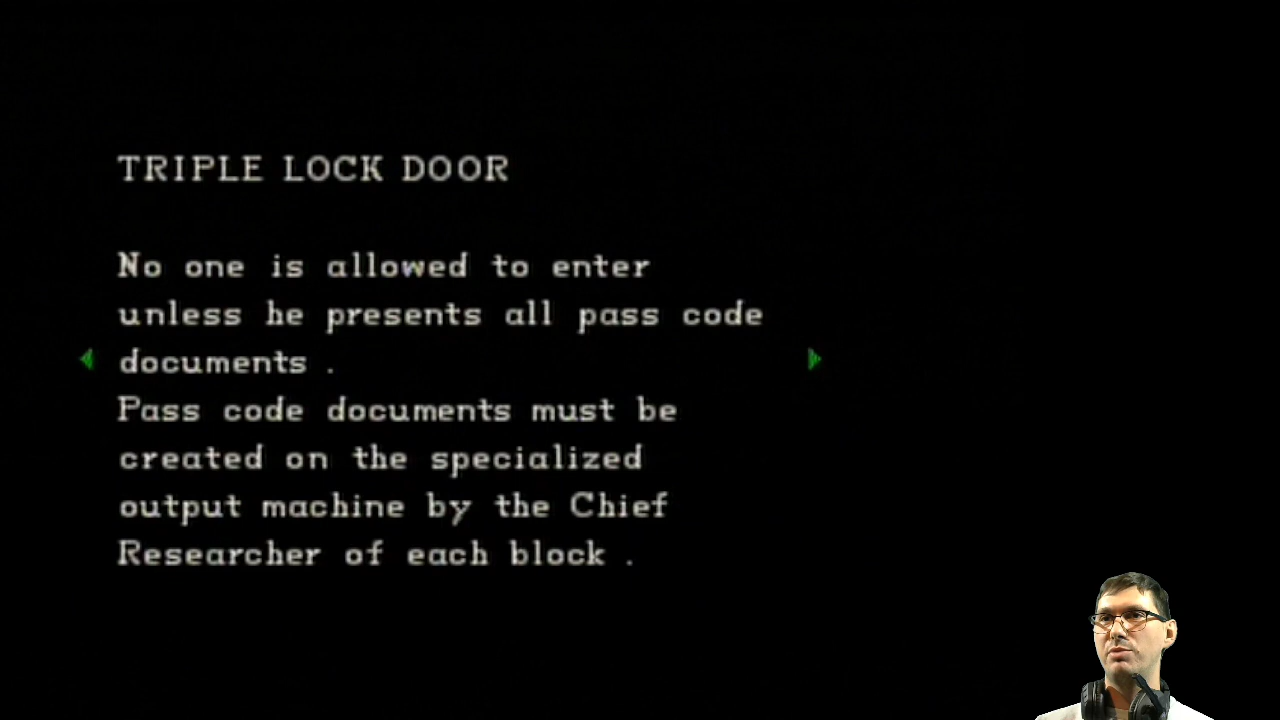 TRIPLE LOCK DOOR
No one is allowed to enter
unless he presents all pass code
documents .
Pass code documents must be
created on the specialized
output machine by the Chief
Researcher of each block .